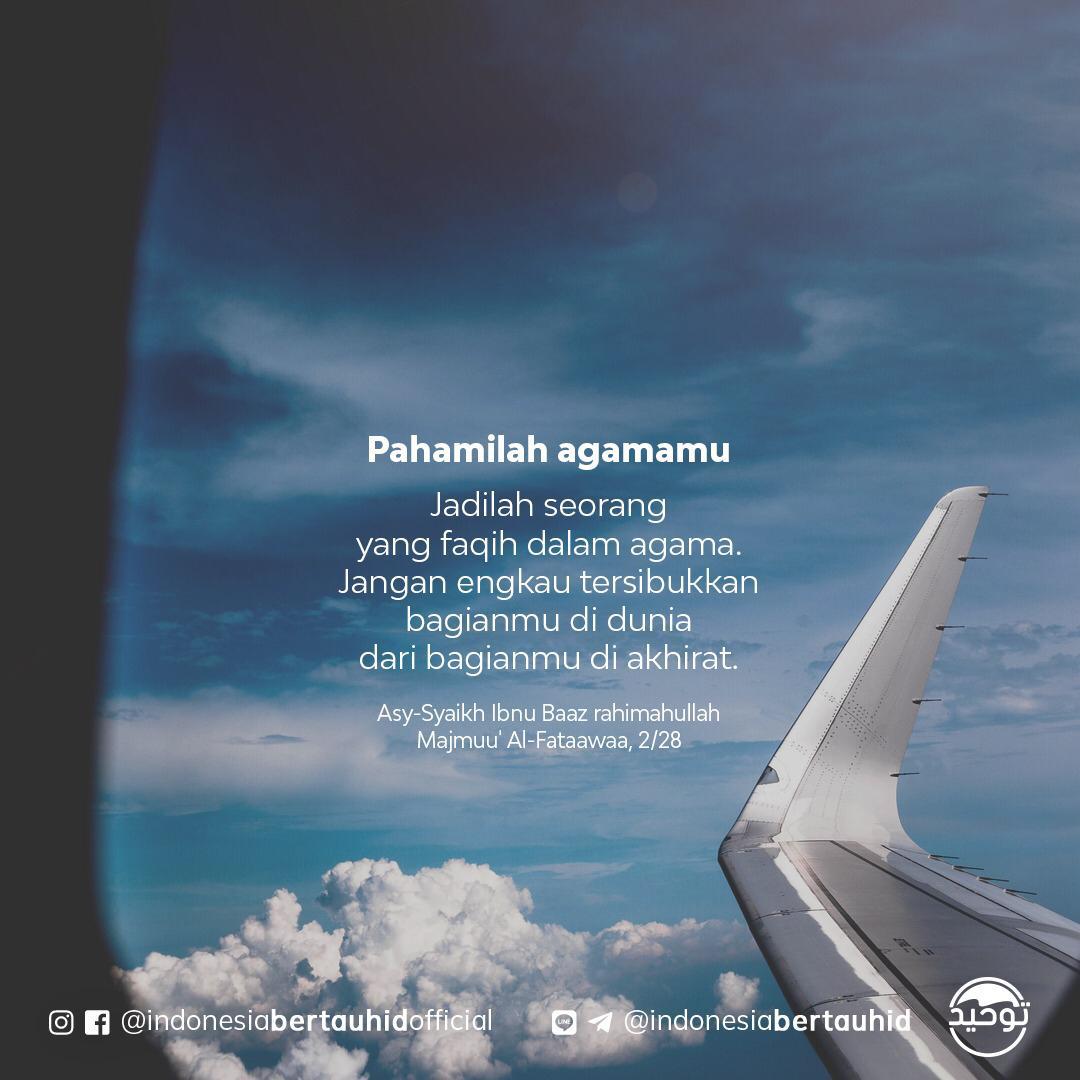 Pahamilah agamamu
Jadilah seorang
yang faqih dalam agama.
Jangan engkau tersibukkan
bagianmu di dunia
dari bagianmu di akhirat.
Asy-Syaikh Ibnu Baaz rahimahullah
Majmuu' Al-Fataawaa, 2/28
@indonesiabertauhidofficial
LINE @indonesiabertauhid
توحيد